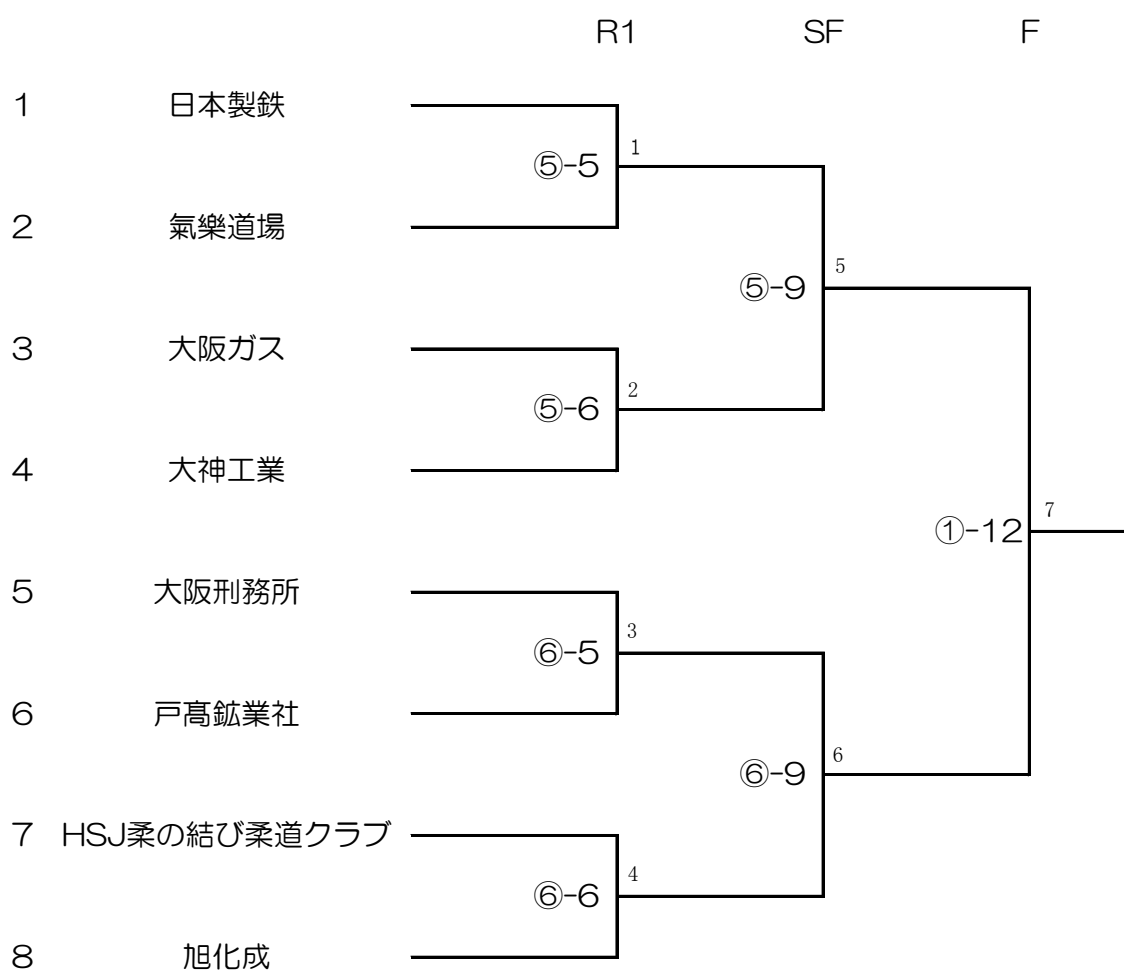 R1 SF F
1 日本製鉄
⑤-5 1
2 氣樂道場
⑤-9 5
3 大阪ガス
⑤-6 2
4 大神工業
①-12 7
5 大阪刑務所
⑥-5 3
6 戸髙鉱業社
⑥-9 6
7 HSJ柔の結び柔道クラブ
⑥-6 4
8 旭化成